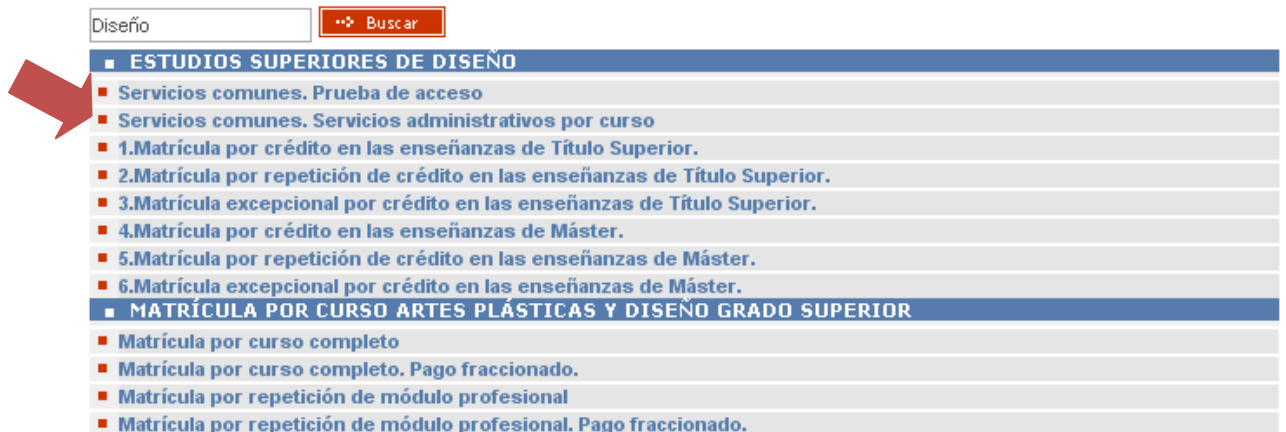 Diseño
Buscar
ESTUDIOS SUPERIORES DE DISEÑO
Servicios comunes. Prueba de acceso
Servicios comunes. Servicios administrativos por curso
1.Matrícula por crédito en las enseñanzas de Título Superior.
2.Matrícula por repetición de crédito en las enseñanzas de Título Superior.
3.Matrícula excepcional por crédito en las enseñanzas de Título Superior.
4.Matrícula por crédito en las enseñanzas de Máster.
5.Matrícula por repetición de crédito en las enseñanzas de Máster.
6.Matrícula excepcional por crédito en las enseñanzas de Máster.
MATRÍCULA POR CURSO ARTES PLÁSTICAS Y DISEÑO GRADO SUPERIOR
Matrícula por curso completo
Matrícula por curso completo. Pago fraccionado.
Matrícula por repetición de módulo profesional
Matrícula por repetición de módulo profesional. Pago fraccionado.